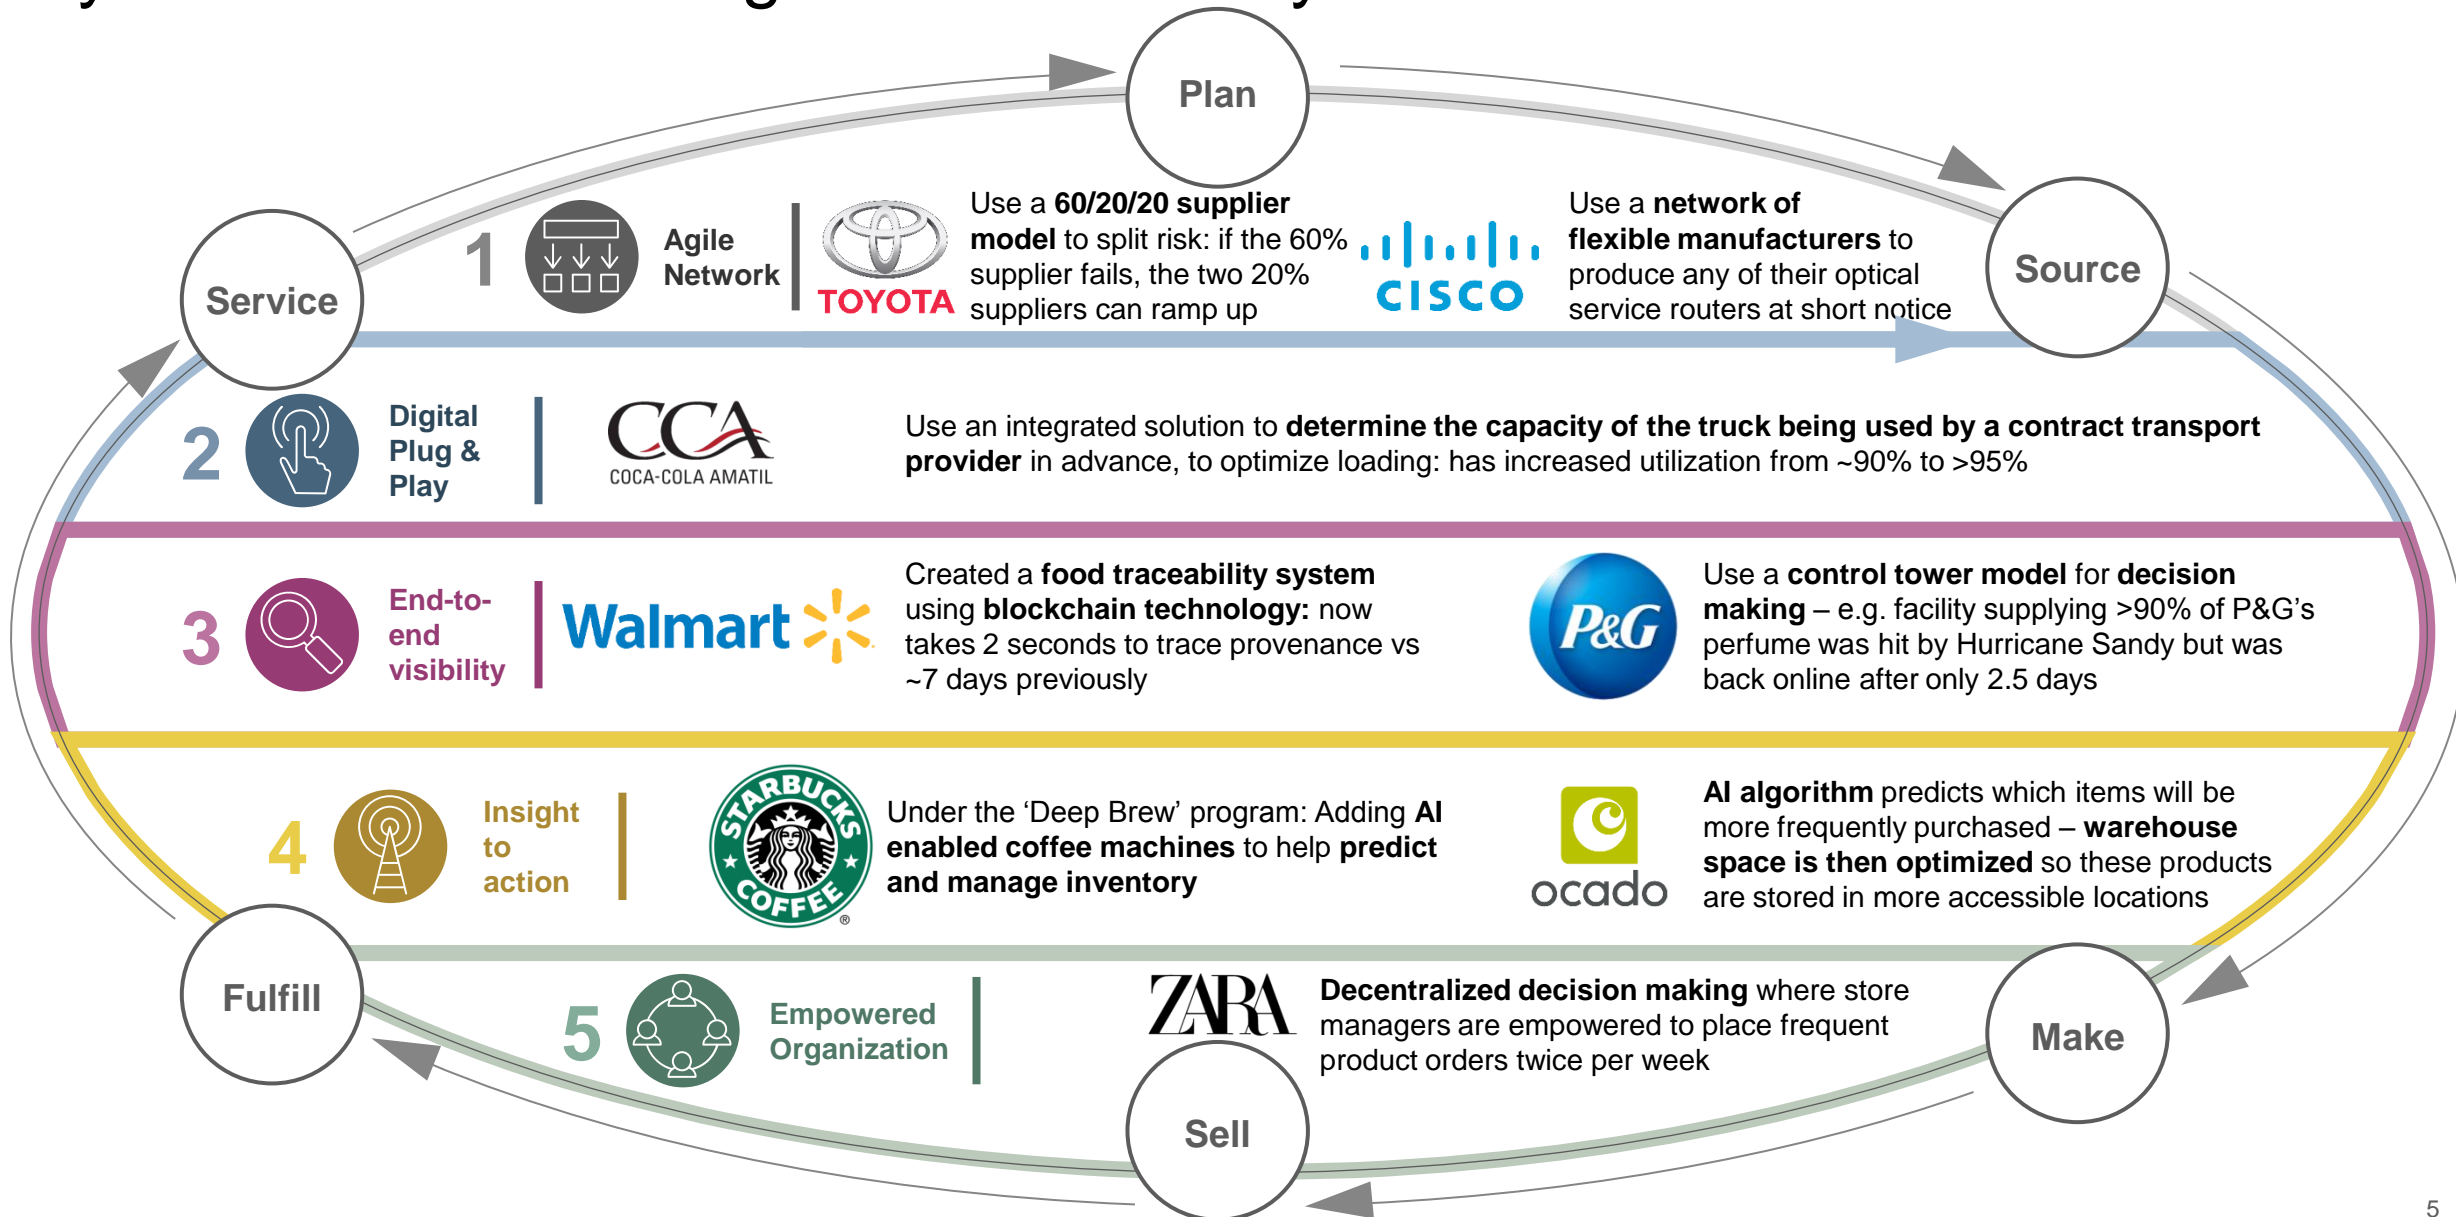 Plan
Service
Source
1
Agile
Network
TOYOTA
Use a 60/20/20 supplier
model to split risk: if the 60%
supplier fails, the two 20%
suppliers can ramp up
CISCO
Use a network of
flexible manufacturers to
produce any of their optical
service routers at short notice
2
Digital
Plug &
Play
CCA
COCA-COLA AMATIL
Use an integrated solution to determine the capacity of the truck being used by a contract transport
provider in advance, to optimize loading: has increased utilization from ~90% to >95%
3
End-to-
end
visibility
Walmart
Created a food traceability system
using blockchain technology: now
takes 2 seconds to trace provenance vs
~7 days previously
P&G
Use a control tower model for decision
making – e.g. facility supplying >90% of P&G’s
perfume was hit by Hurricane Sandy but was
back online after only 2.5 days
4
Insight
to
action
STARBUCKS
COFFEE
®
Under the ‘Deep Brew’ program: Adding AI
enabled coffee machines to help predict
and manage inventory
ocado
AI algorithm predicts which items will be
more frequently purchased – warehouse
space is then optimized so these products
are stored in more accessible locations
Fulfill
5
Empowered
Organization
ZARA
Decentralized decision making where store
managers are empowered to place frequent
product orders twice per week
Make
Sell
5